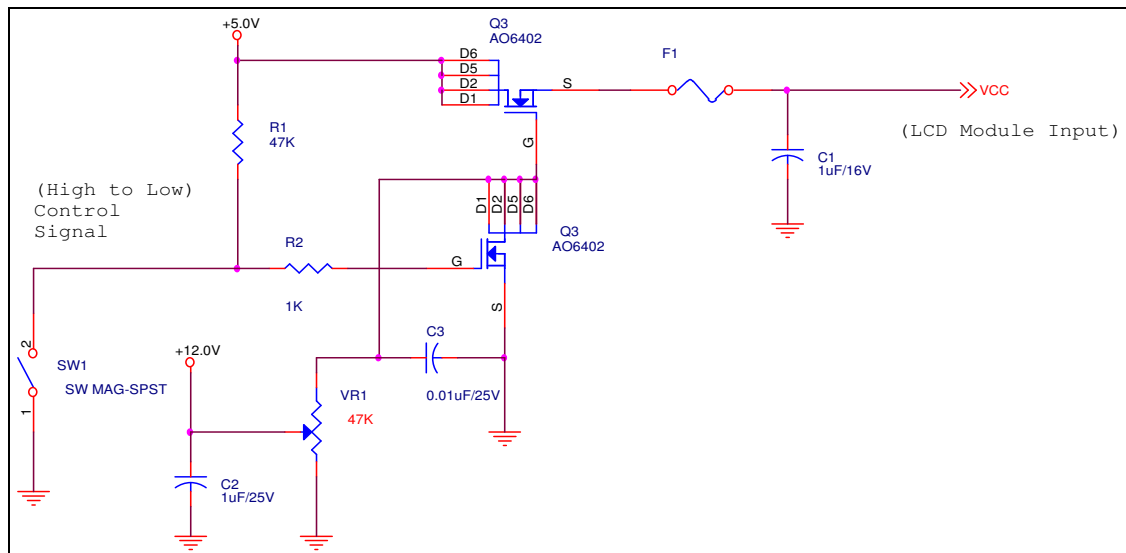 +5.0V
Q3
AO6402
D6
D5
D2
D1
S
G
F1
VCC
(LCD Module Input)
C1
1uF/16V
R1
47K
(High to Low)
Control
Signal
D1
D2
D5
D6
Q3
AO6402
G
S
R2
1K
C3
0.01uF/25V
2
1
SW1
SW MAG-SPST
+12.0V
VR1
47K
C2
1uF/25V